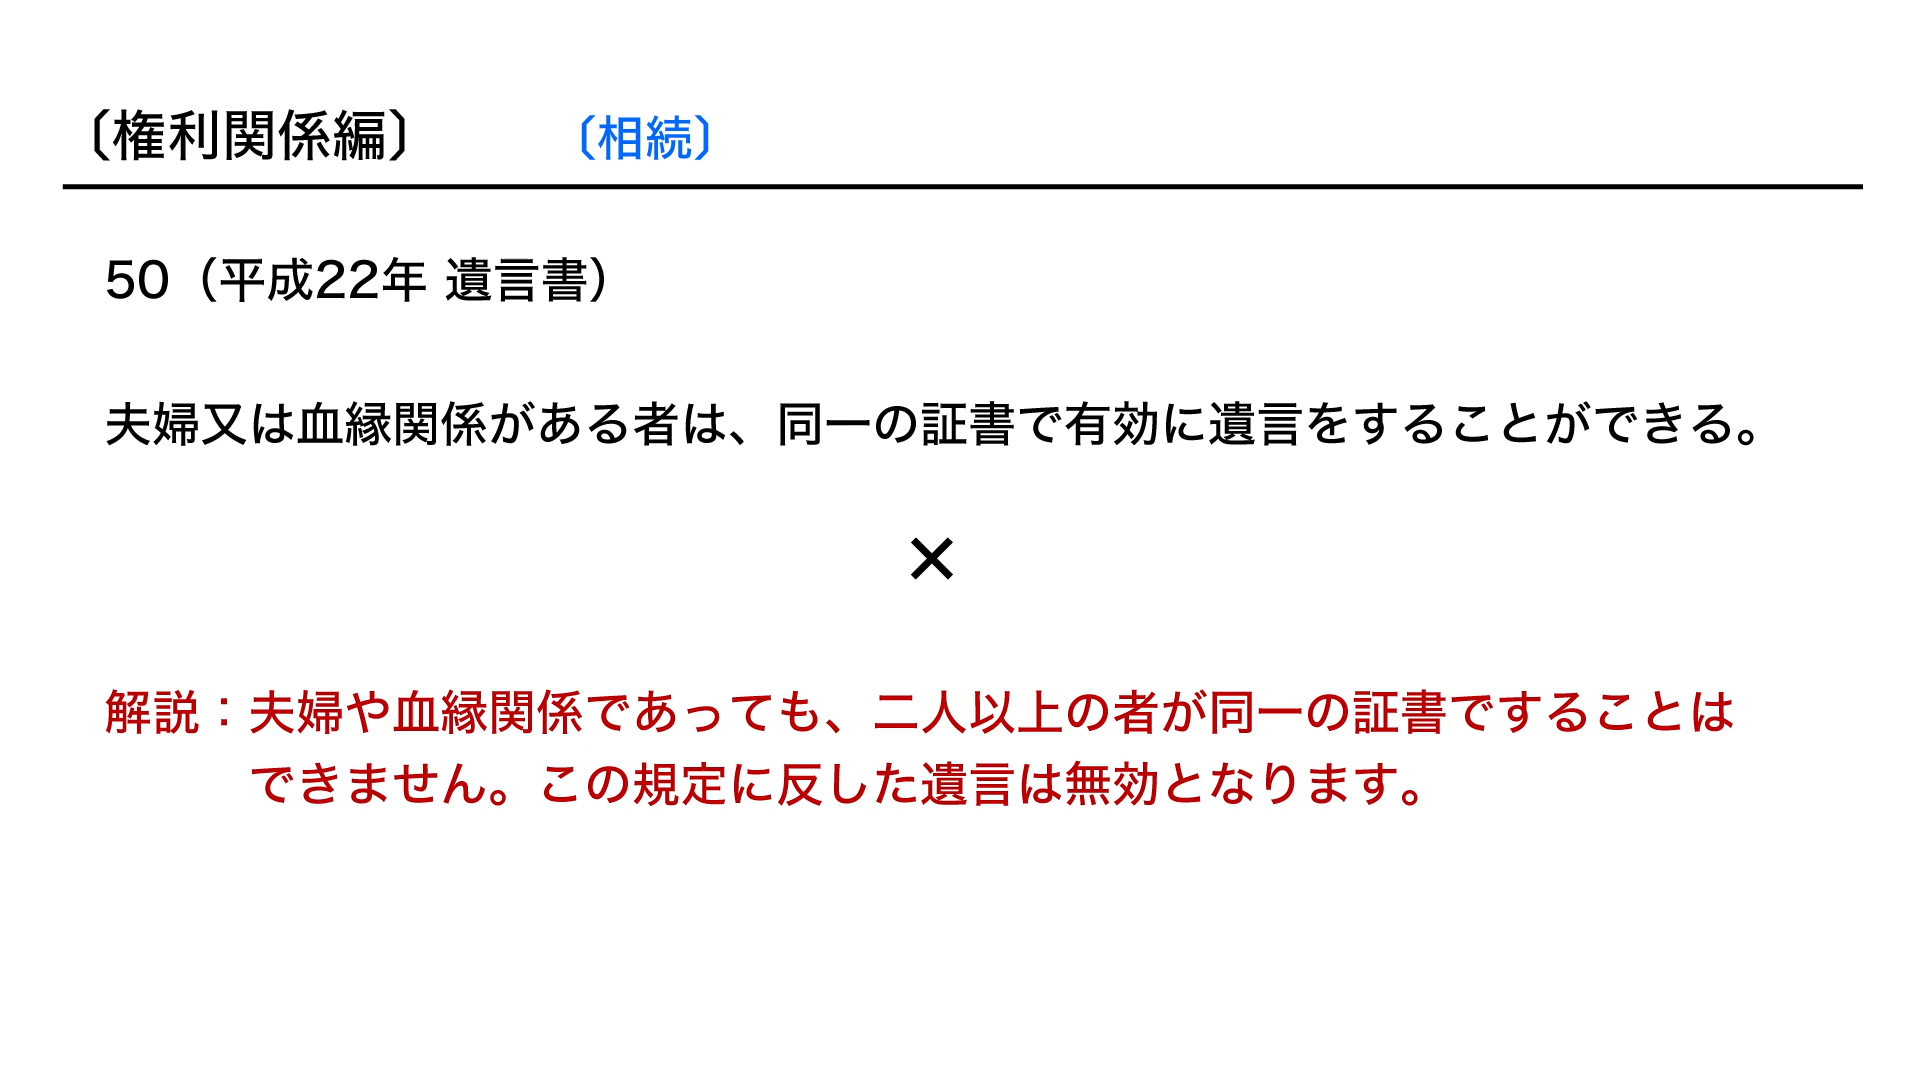 〔権利関係編〕 〔相続〕
50（平成22年 遺言書）
夫婦又は血縁関係がある者は、同一の証書で有効に遺言をすることができる。
×
解説：夫婦や血縁関係であっても、二人以上の者が同一の証書ですることは
できません。この規定に反した遺言は無効となります。